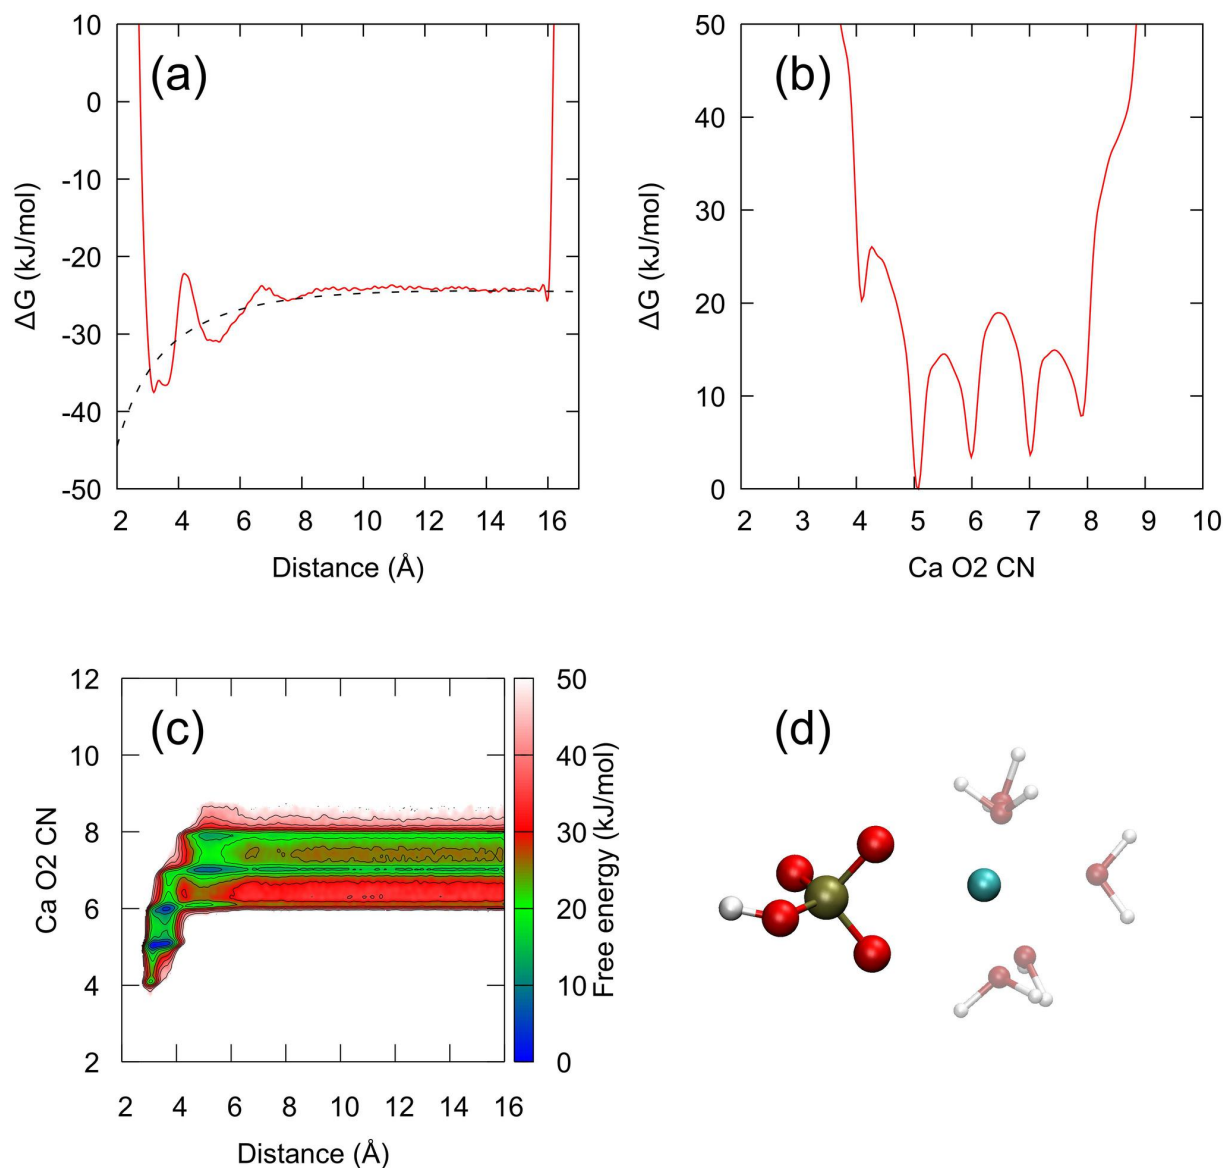 10
0
-10
-20
-30
-40
-50
ΔG (kJ/mol)
(a)
2 4 6 8 10 12 14 16
Distance (Å)
50
40
30
20
10
0
ΔG (kJ/mol)
(b)
2 3 4 5 6 7 8 9 10
Ca O2 CN
12
10
8
6
4
2
Ca O2 CN
(c)
2 4 6 8 10 12 14 16
Distance (Å)
50
40
30
20
10
0
Free energy (kJ/mol)
(d)